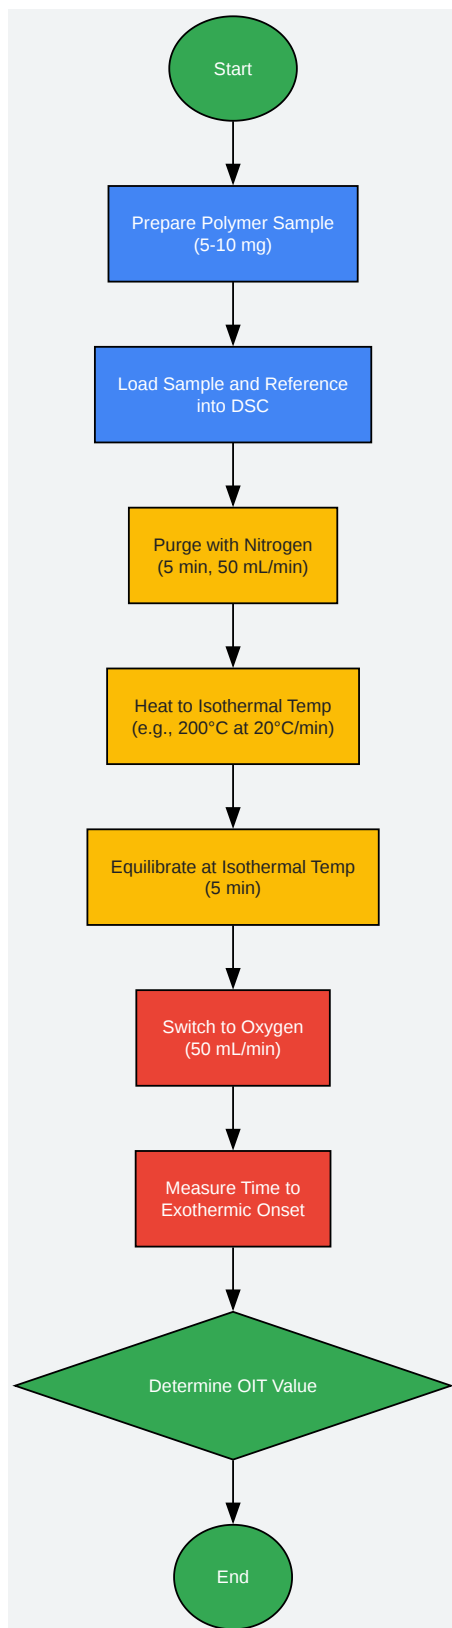 Start
Prepare Polymer Sample
(5-10 mg)
Load Sample and Reference
into DSC
Purge with Nitrogen
(5 min, 50 mL/min)
Heat to Isothermal Temp
(e.g., 200°C at 20°C/min)
Equilibrate at Isothermal Temp
(5 min)
Switch to Oxygen
(50 mL/min)
Measure Time to
Exothermic Onset
Determine OIT Value
End